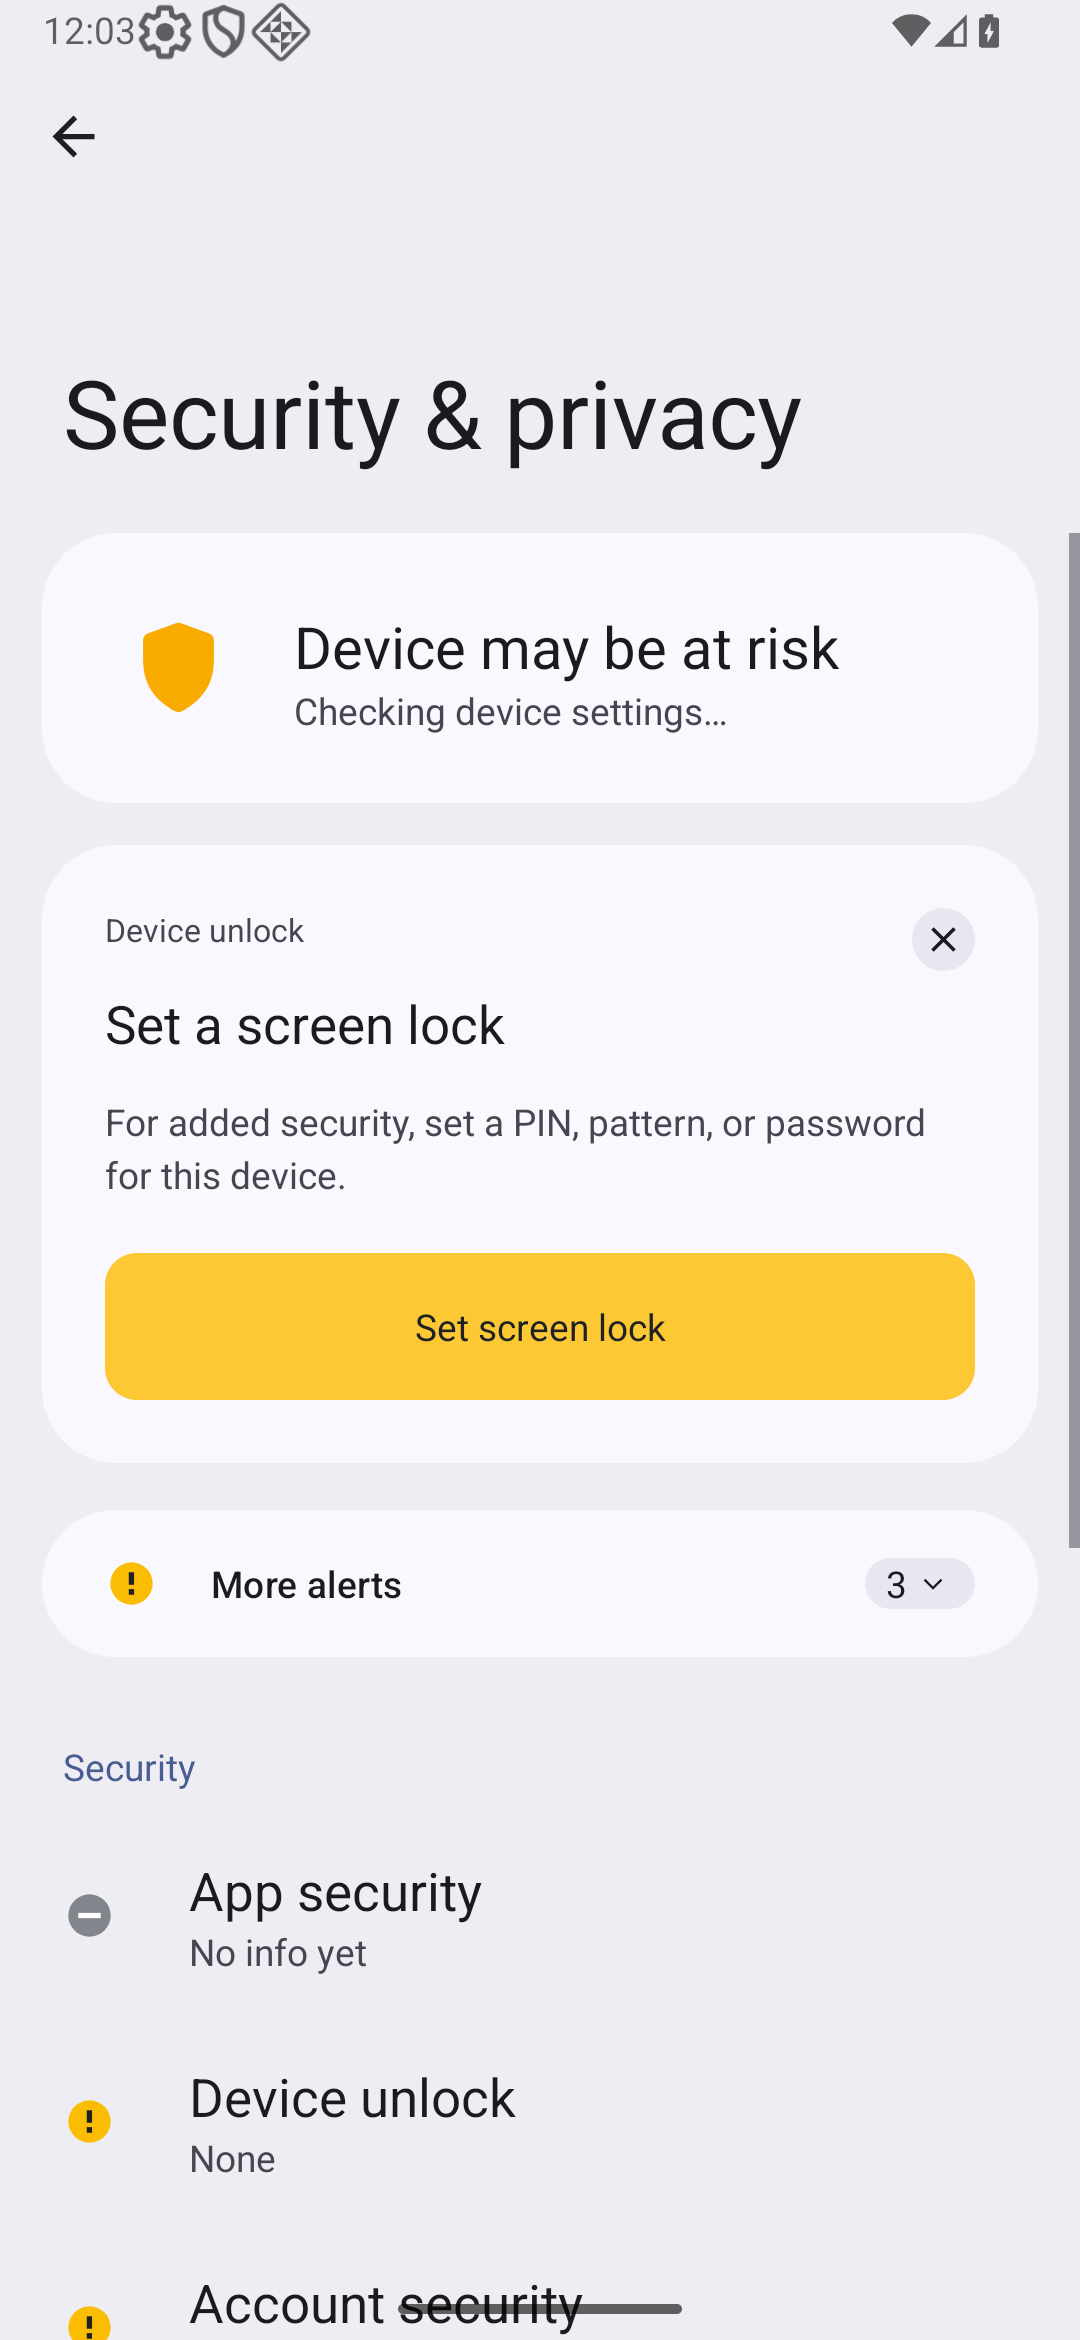 12:03
Security & privacy
Device may be at risk
Checking device settings…
Device unlock
Set a screen lock
For added security, set a PIN, pattern, or password
for this device.
Set screen lock
More alerts
3
Security
App security
No info yet
Device unlock
None
Account security